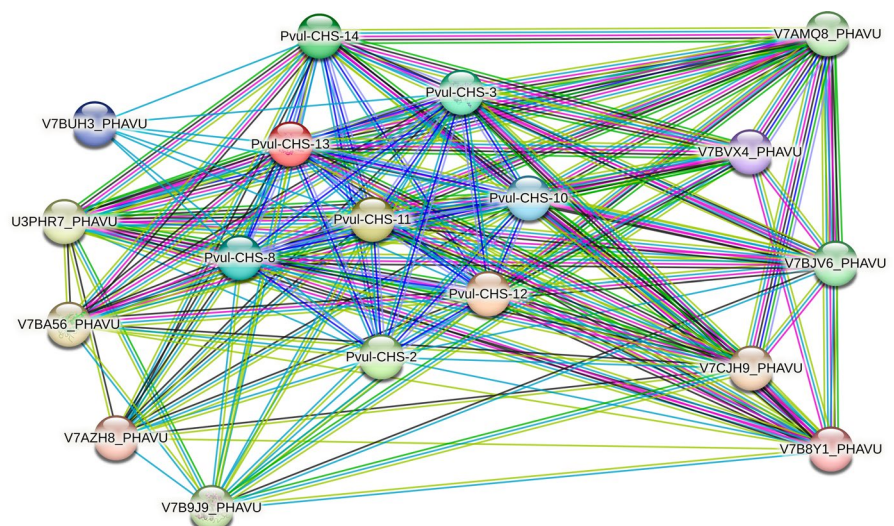 Pvul-CHS-14
V7AMQ8_PHAVU
Pvul-CHS-3
V7BUH3_PHAVU
Pvul-CHS-13
V7BVX4_PHAVU
Pvul-CHS-10
U3PHR7_PHAVU
Pvul-CHS-11
Pvul-CHS-8
V7BJV6_PHAVU
Pvul-CHS-12
V7BA56_PHAVU
Pvul-CHS-2
V7CJH9_PHAVU
V7AZH8_PHAVU
V7B8Y1_PHAVU
V7B9J9_PHAVU